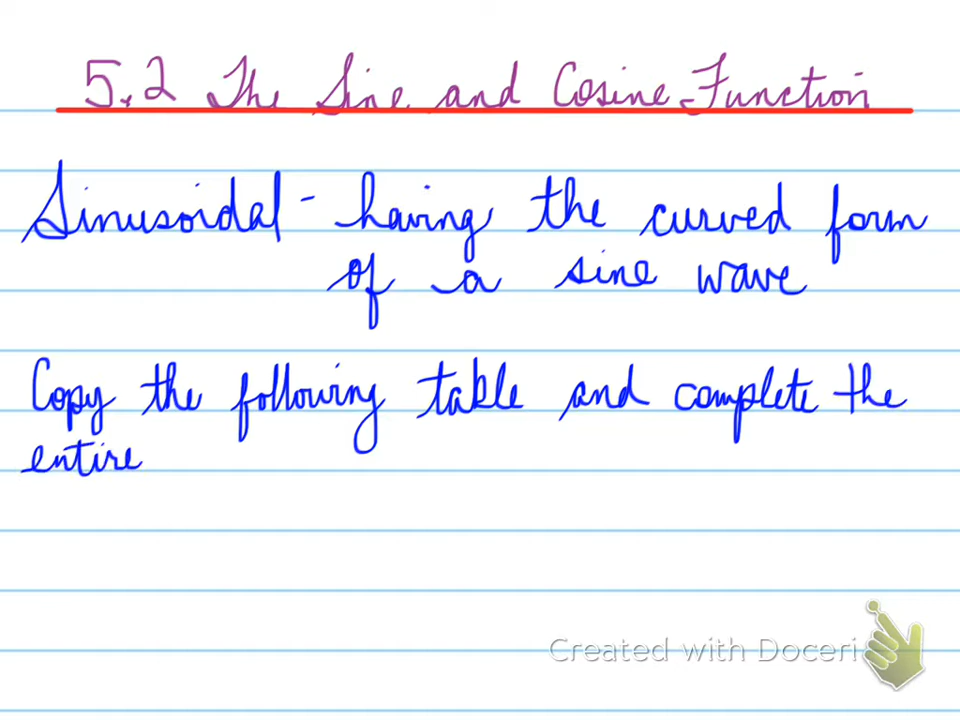 5.2 The Sine and Cosine Function
Sinusoidal - having the curved form
of a sine wave
Copy the following table and complete the
entire
Created with Doceri